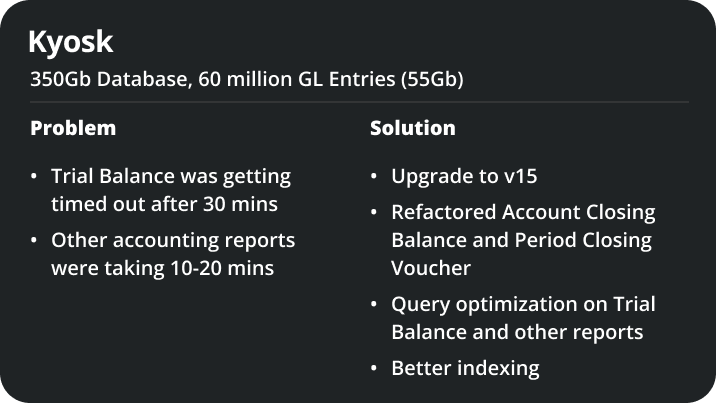 Kyosk
350Gb Database, 60 million GL Entries (55Gb)
Problem
• Trial Balance was getting
timed out after 30 mins
• Other accounting reports
were taking 10-20 mins
Solution
• Upgrade to v15
• Refactored Account Closing
Balance and Period Closing
Voucher
• Query optimization on Trial
Balance and other reports
• Better indexing